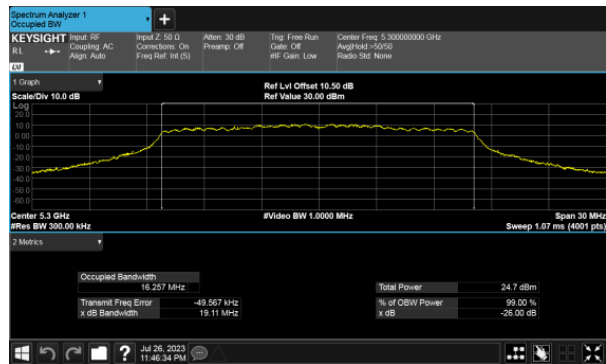 Spectrum Analyzer 1
Occupied BW
+
KEYSIGHT Input: RF Input Z: 50 Ω Atten: 30 dB Trig: Free Run Center Freq: 5.300000000 GHz
RL Coupling: AC Corrections: On Preamp: Off Gate: Off Avg|Hold:>50/50
Align: Auto Freq Ref: Int (S) #IF Gain: Low Radio Std: None
LXI
1 Graph
Ref Lvl Offset 10.50 dB
Scale/Div 10.0 dB Ref Value 30.00 dBm
Log
20.0
10.0
0.00
-10.0
-20.0
-30.0
-40.0
-50.0
-60.0
Center 5.3 GHz #Video BW 1.0000 MHz Span 30 MHz
#Res BW 300.00 kHz Sweep 1.07 ms (4001 pts)
2 Metrics
Occupied Bandwidth
16.257 MHz Total Power 24.7 dBm
Transmit Freq Error -49.567 kHz % of OBW Power 99.00 %
x dB Bandwidth 19.11 MHz x dB -26.00 dB
? Jul 26, 2023
11:46:34 PM